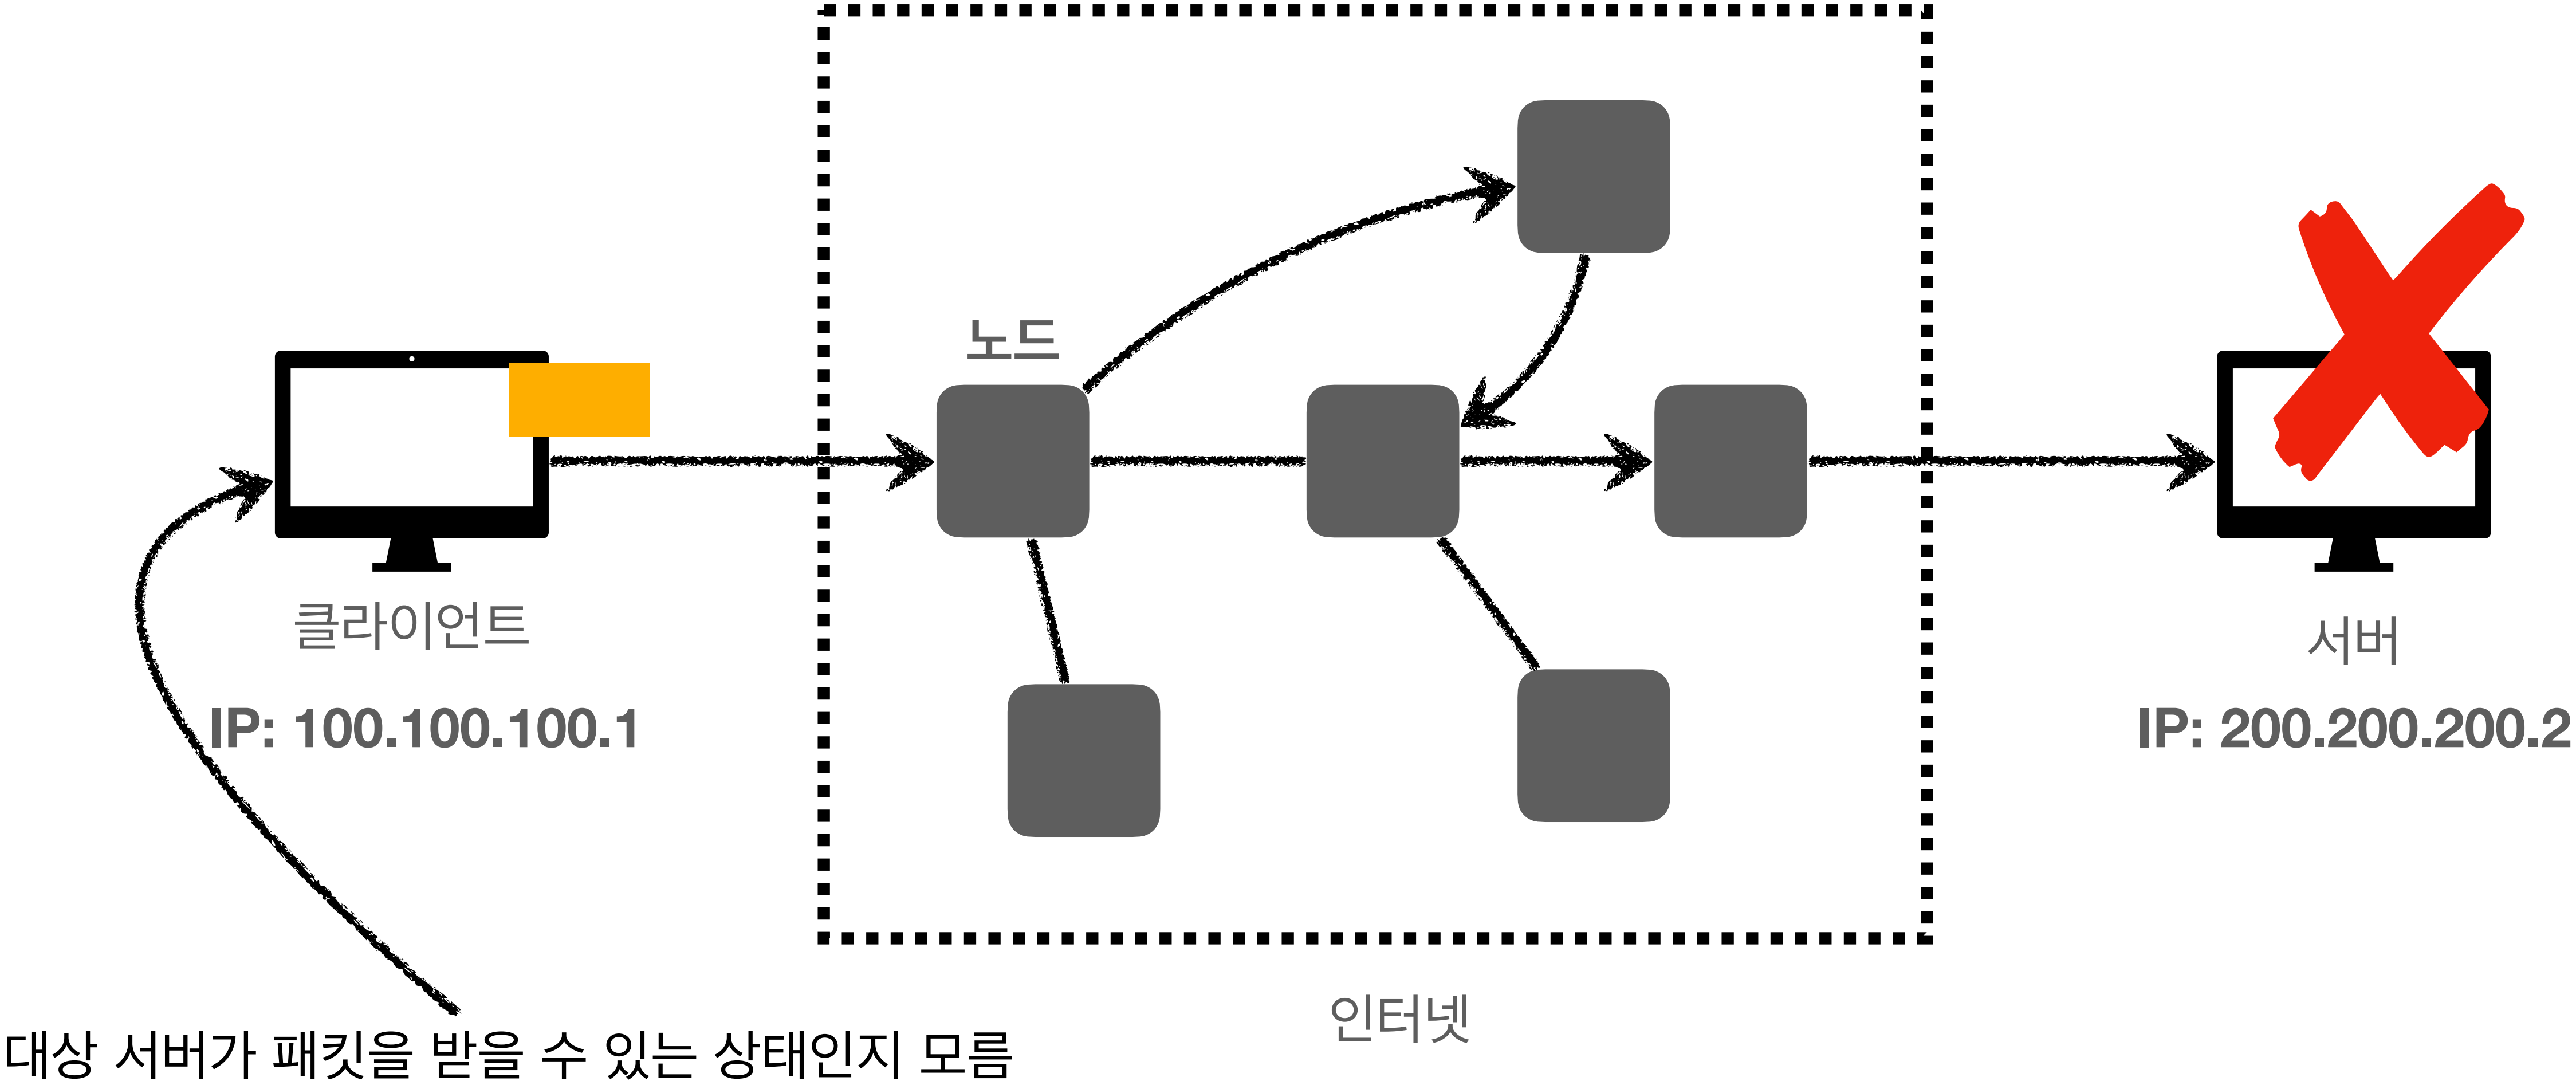 노드
클라이언트
서버
IP: 100.100.100.1
IP: 200.200.200.2
인터넷
대상 서버가 패킷을 받을 수 있는 상태인지 모름